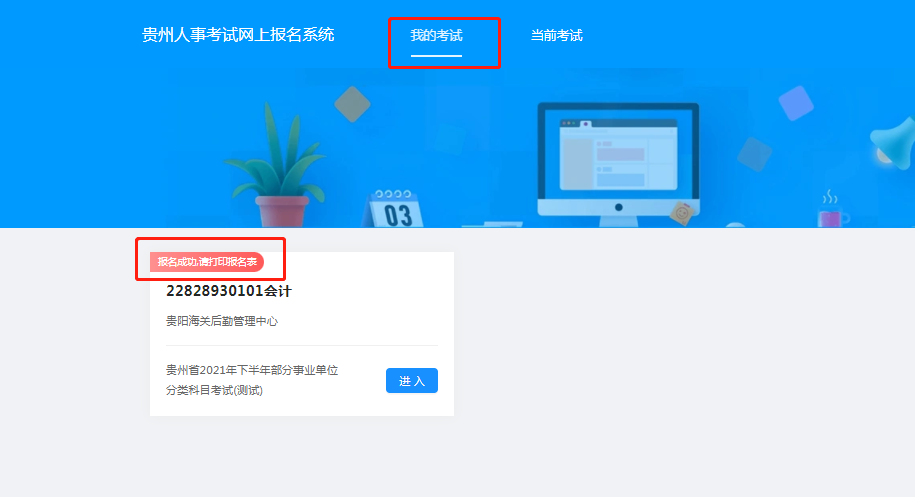 贵州人事考试网上报名系统 我的考试 当前考试
03
报名成功,请打印报名表
22828930101会计
贵阳海关后勤管理中心
贵州省2021年下半年部分事业单位
分类科目考试(测试)
进 入